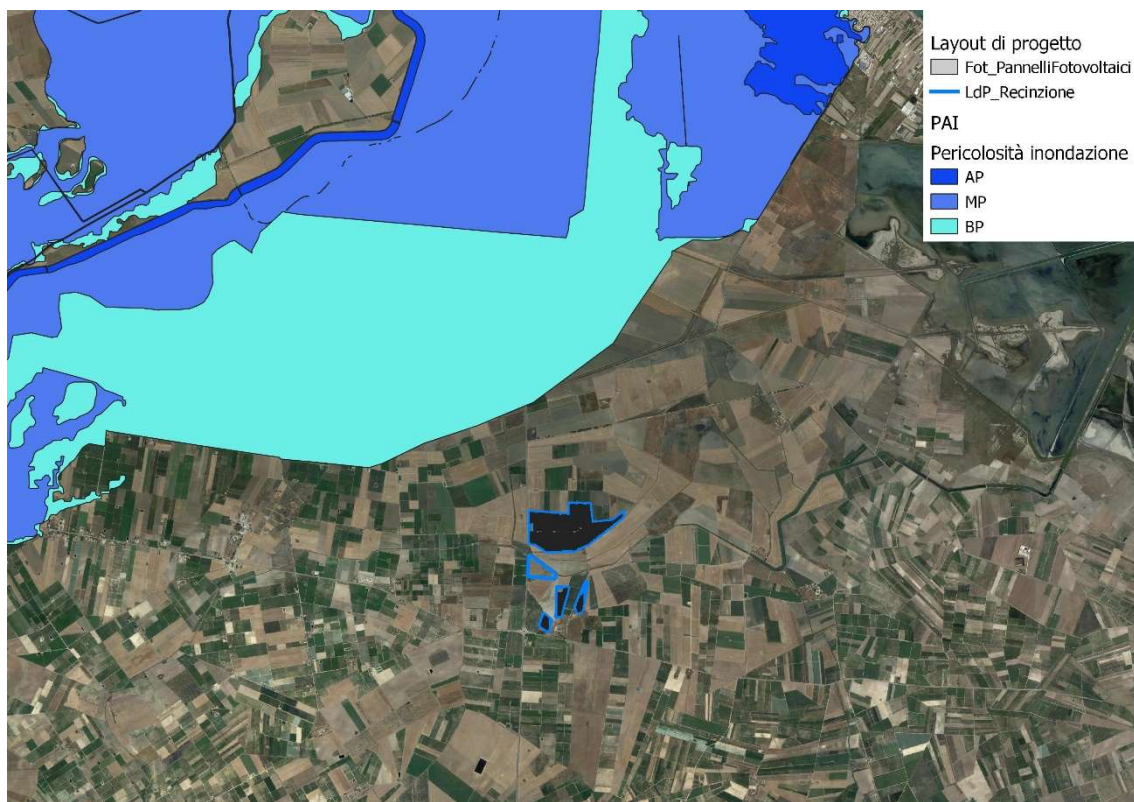 Layout di progetto
Fot_PannelliFotovoltaici
LdP_Recinzione
PAI
Pericolosità inondazione
AP
MP
BP